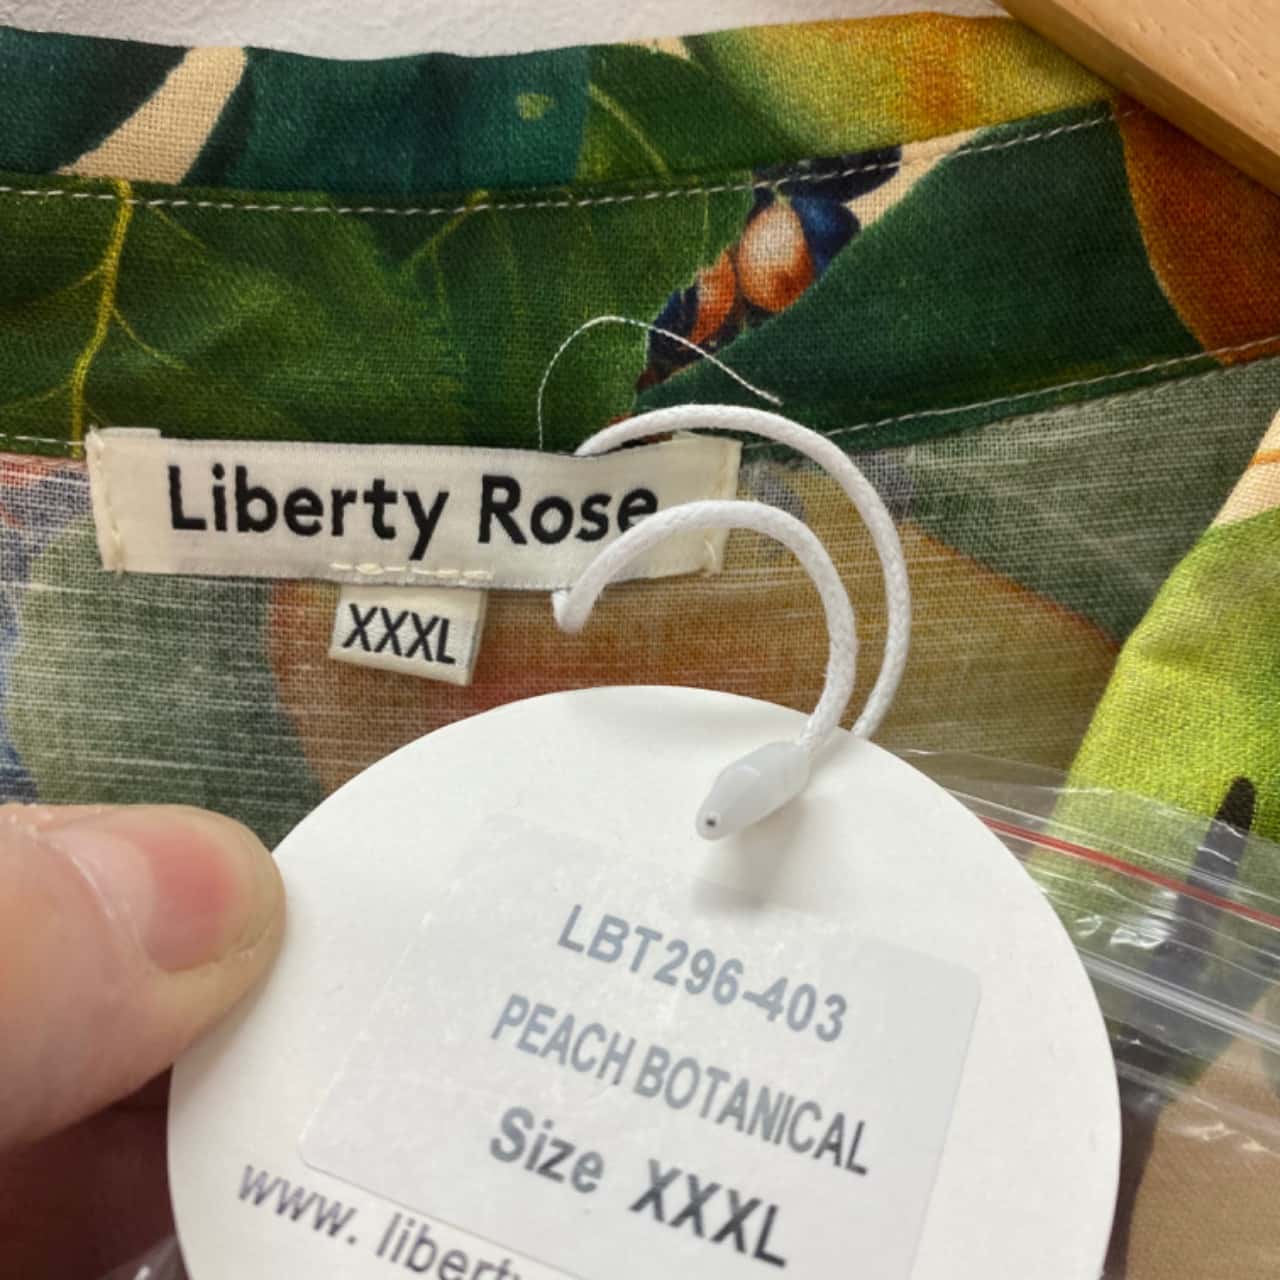 Liberty Rose
XXXL
LBT296-403
PEACH BOTANICAL
Size XXXL
www.